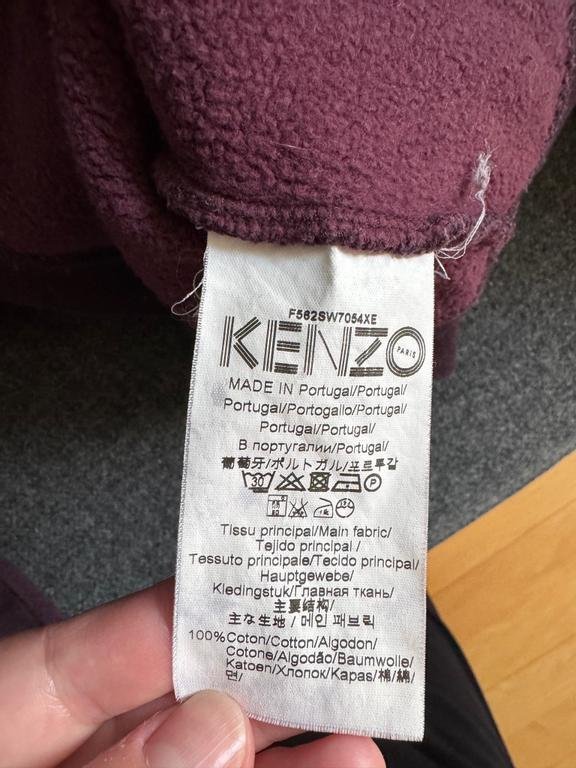 F562SW7054XE
KENZO
PARIS
MADE IN Portugal/Portugal/
Portugal/Portogallo/Portugal/
Portugal/Portugal/
В португалии/Portugal/
葡萄牙/ポルトガル/포르투갈
30
Tissu principal/Main fabric/
Tejido principal /
Tessuto principale/Tecido principal/
Hauptgewebe/
Kledingstuk/Главная ткань/
主要结构/
主な生地/ 메인 패브릭
100%Coton/Cotton/Algodon/
Cotone/Algodão/Baumwolle/
Katoen/Хлопок/Kapas/棉/綿/
면/